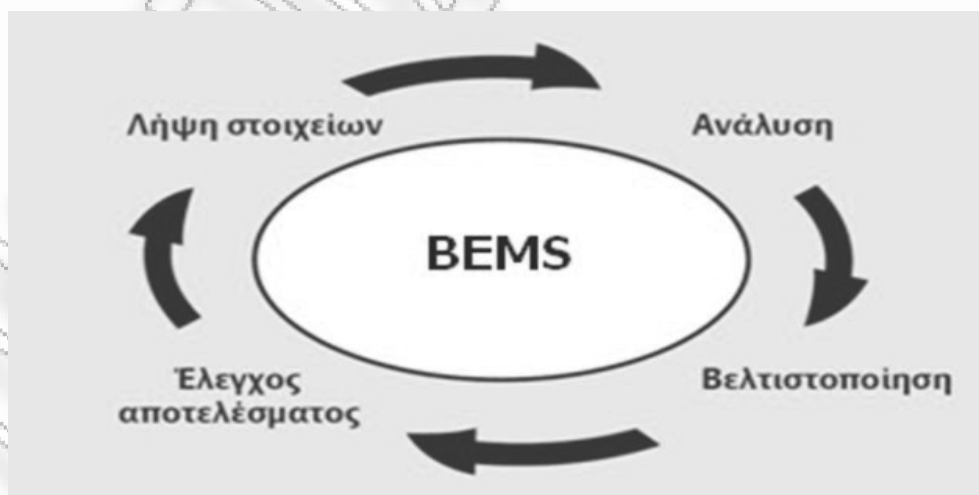 Λήψη στοιχείων
Ανάλυση
BEMS
Έλεγχος
αποτελέσματος
Βελτιστοποίηση